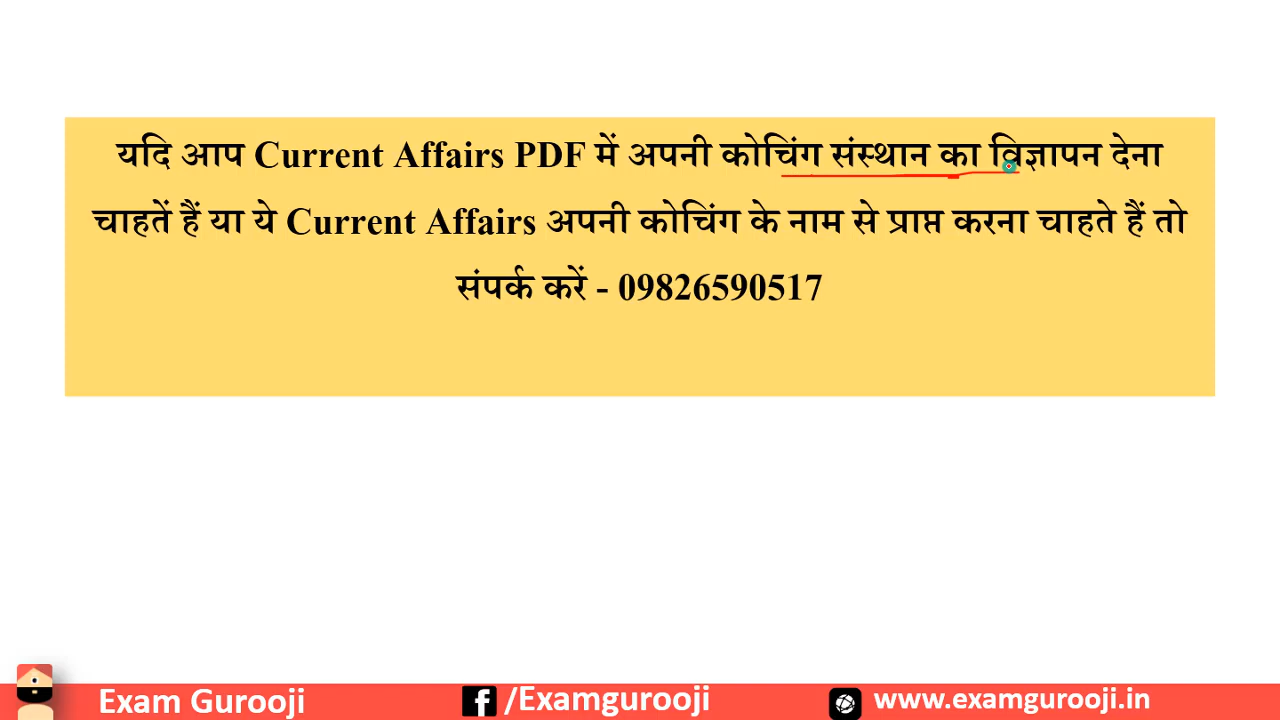 यदि आप Current Affairs PDF में अपनी कोचिंग संस्थान का विज्ञापन देना
चाहतें हैं या ये Current Affairs अपनी कोचिंग के नाम से प्राप्त करना चाहते हैं तो
संपर्क करें - 09826590517
Exam Gurooji
/Examgurooji
www.examgurooji.in